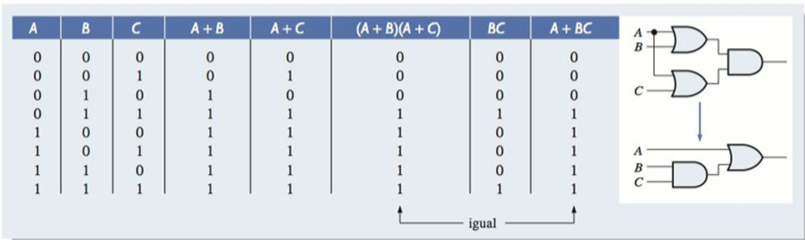 A B C A + B A + C (A + B)(A + C) BC A + BC
0 0 0 0 0 0 0 0
0 0 1 0 1 0 0 0
0 1 0 1 0 0 0 0
0 1 1 1 1 1 1 1
1 0 0 1 1 1 0 1
1 0 1 1 1 1 0 1
1 1 0 1 1 1 0 1
1 1 1 1 1 1 1 1
igual
A
B
C
A
B
C